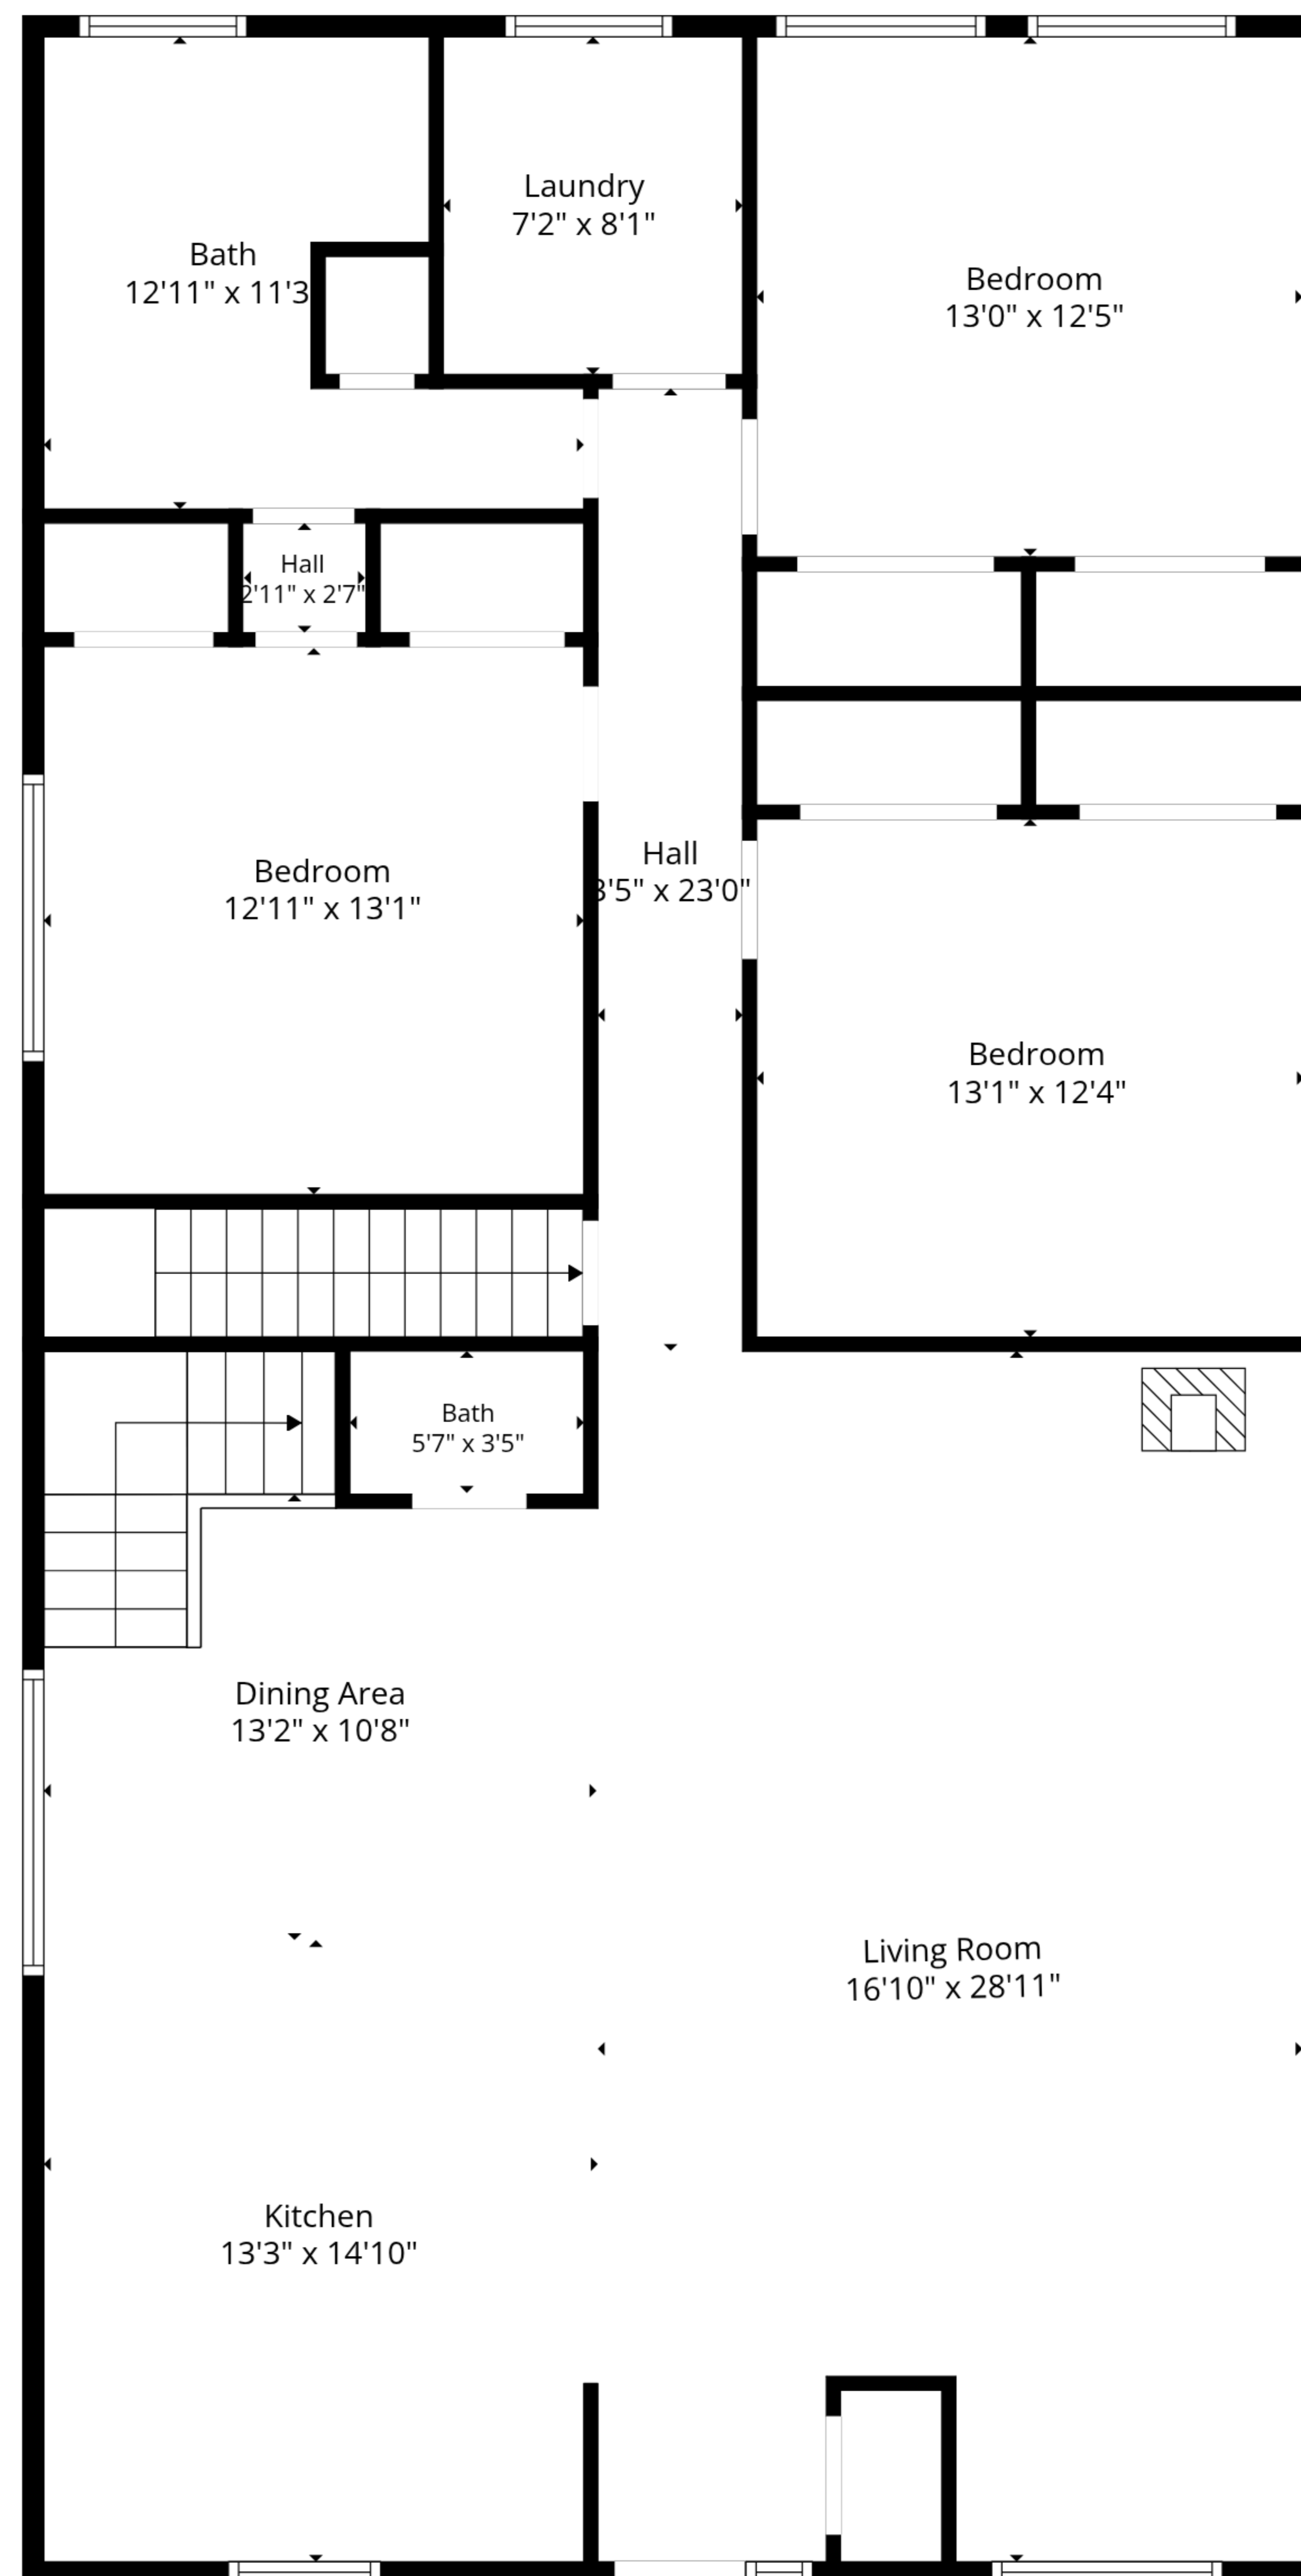 Laundry
7'2" x 8'1"
Bath
12'11" x 11'3
Bedroom
13'0" x 12'5"
Hall
2'11" x 2'7"
Hall
3'5" x 23'0"
Bedroom
12'11" x 13'1"
Bedroom
13'1" x 12'4"
Bath
5'7" x 3'5"
Dining Area
13'2" x 10'8"
Living Room
16'10" x 28'11"
Kitchen
13'3" x 14'10"